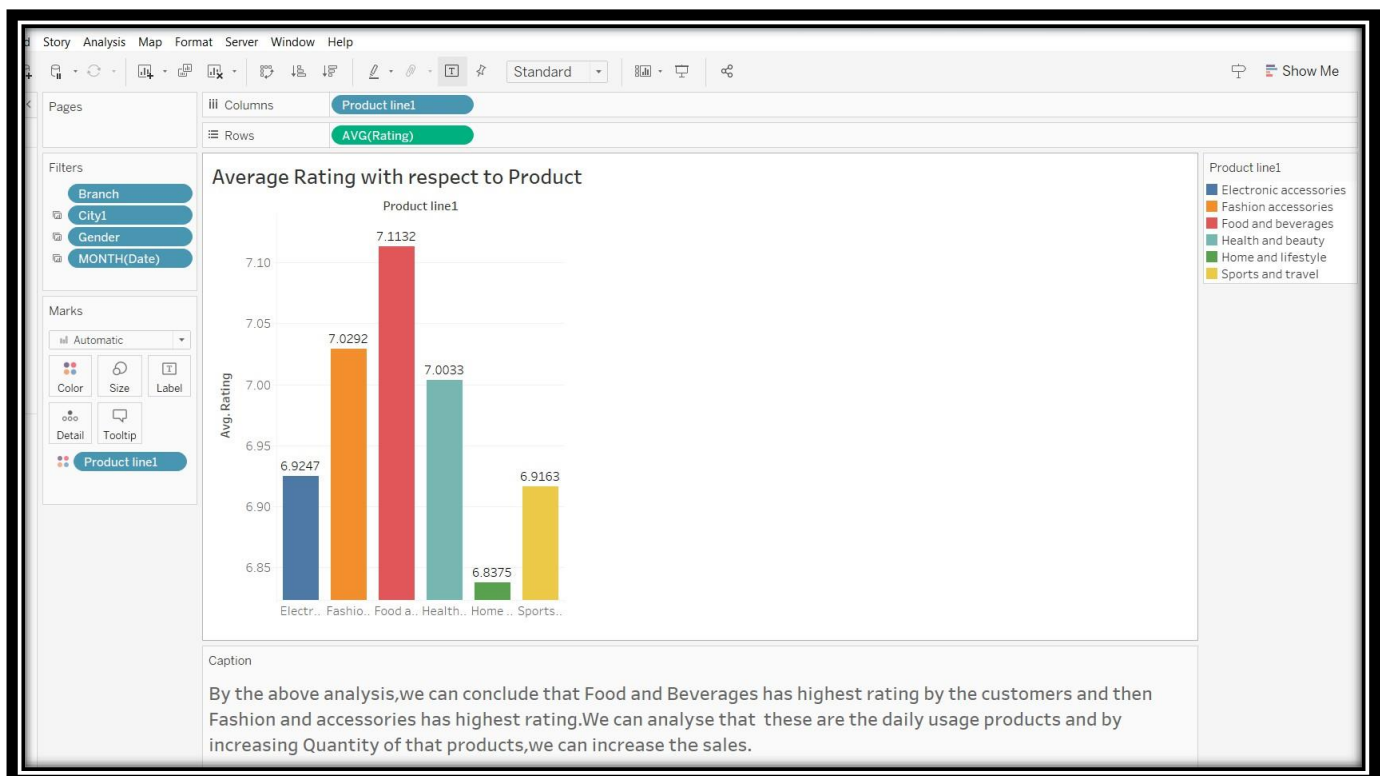 Story Analysis Map Format Server Window Help
Standard
Show Me
Pages
iii Columns
Product line1
Rows
AVG(Rating)
Filters
Branch
City1
Gender
MONTH(Date)
Marks
Automatic
Color Size Label
Detail Tooltip
Product line1
Average Rating with respect to Product
Product line1
7.1132
7.10
7.05
7.0292
7.0033
7.00
Avg. Rating
6.95
6.9247
6.9163
6.90
6.85
6.8375
Electr.. Fashio.. Food a.. Health.. Home .. Sports..
Product line1
Electronic accessories
Fashion accessories
Food and beverages
Health and beauty
Home and lifestyle
Sports and travel
Caption
By the above analysis,we can conclude that Food and Beverages has highest rating by the customers and then
Fashion and accessories has highest rating.We can analyse that these are the daily usage products and by
increasing Quantity of that products,we can increase the sales.